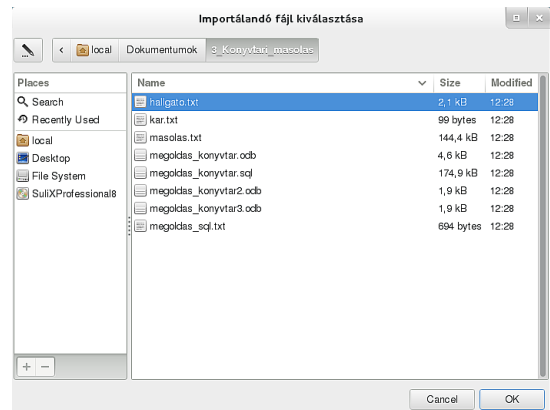 Importálandó fájl kiválasztása
local Dokumentumok 3_Konyvtari_masolas
Places
Search
Recently Used
local
Desktop
File System
SuliXProfessional8
Name Size Modified
hallgato.txt 2,1 kB 12:28
kar.txt 99 bytes 12:28
masolas.txt 144,4 kB 12:28
megoldas_konyvtar.odb 4,6 kB 12:28
megoldas_konyvtar.sql 174,9 kB 12:28
megoldas_konyvtar2.odb 1,9 kB 12:28
megoldas_konyvtar3.odb 1,9 kB 12:28
megoldas_sql.txt 694 bytes 12:28
Cancel OK